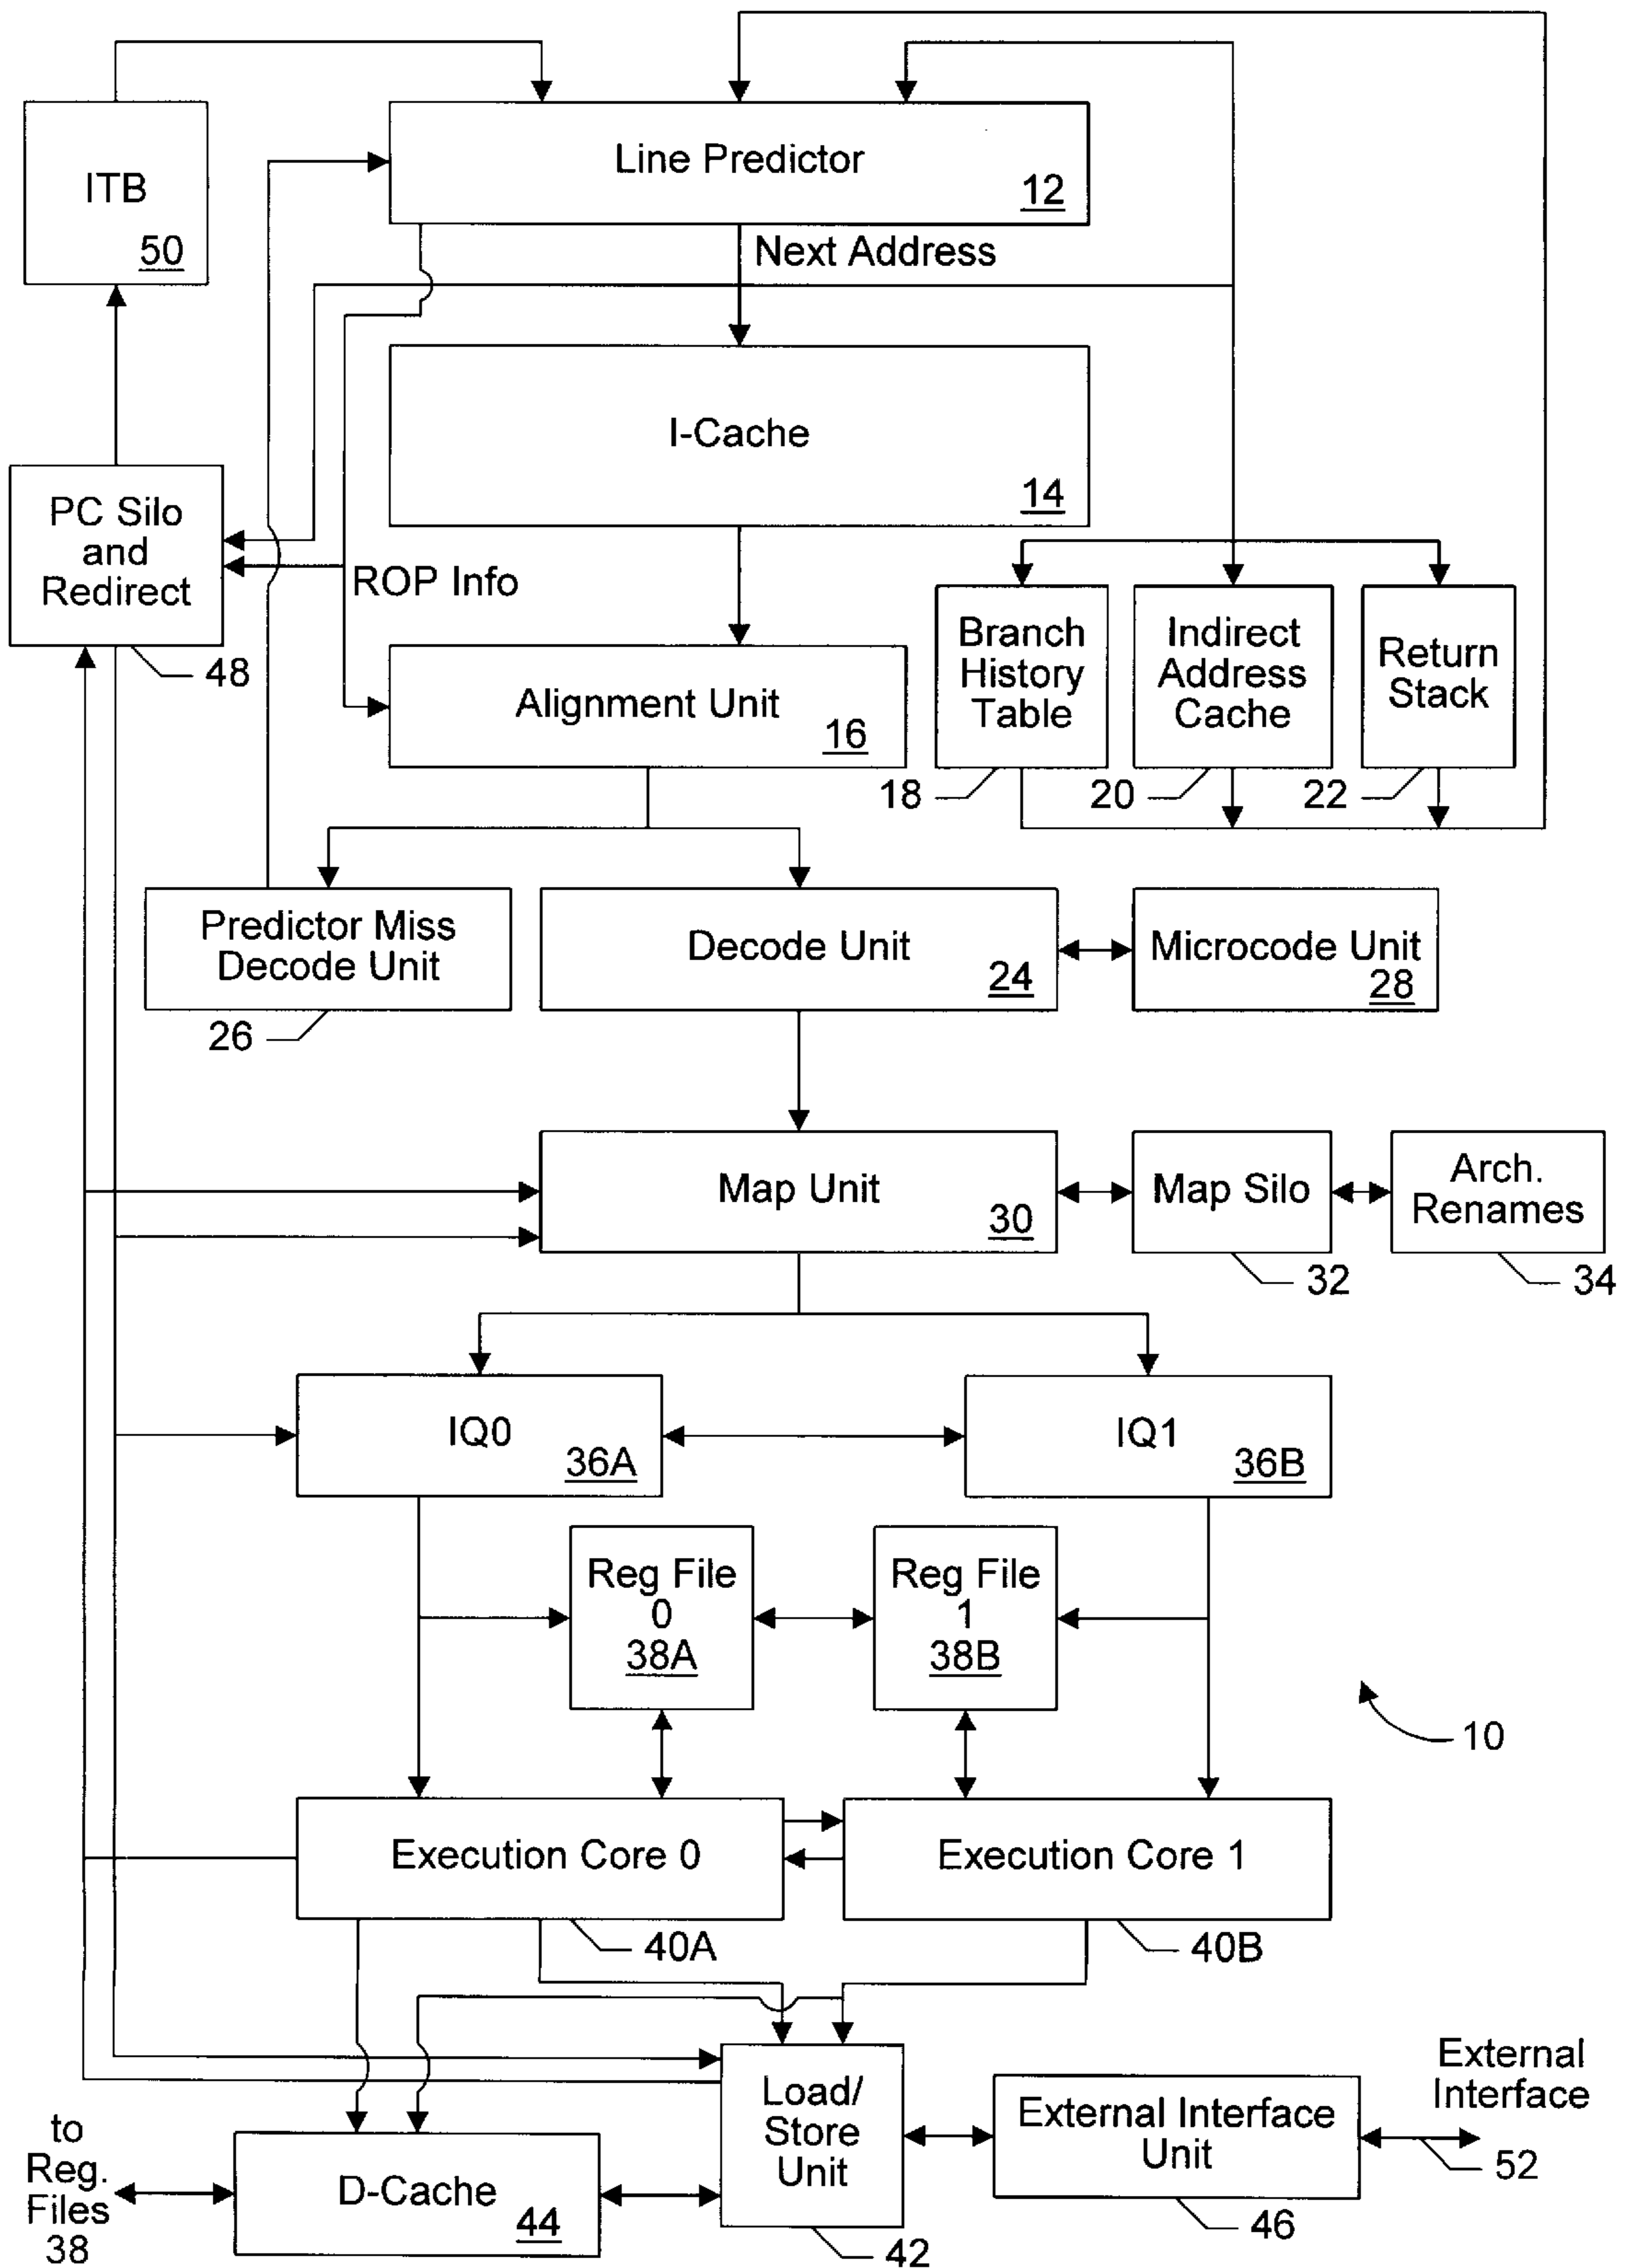 Line Predictor
12
ITB
50
Next Address
I-Cache
14
PC Silo
and
Redirect
48
ROP Info
Alignment Unit
16
Branch
History
Table
18
Indirect
Address
Cache
20
Return
Stack
22
Predictor Miss
Decode Unit
26
Decode Unit
24
Microcode Unit
28
Map Unit
30
Map Silo
32
Arch.
Renames
34
IQ0
36A
IQ1
36B
Reg File
0
38A
Reg File
1
38B
10
Execution Core 0
40A
Execution Core 1
40B
Load/
Store
Unit
42
External Interface
Unit
46
External
Interface
52
to
Reg.
Files
38
D-Cache
44